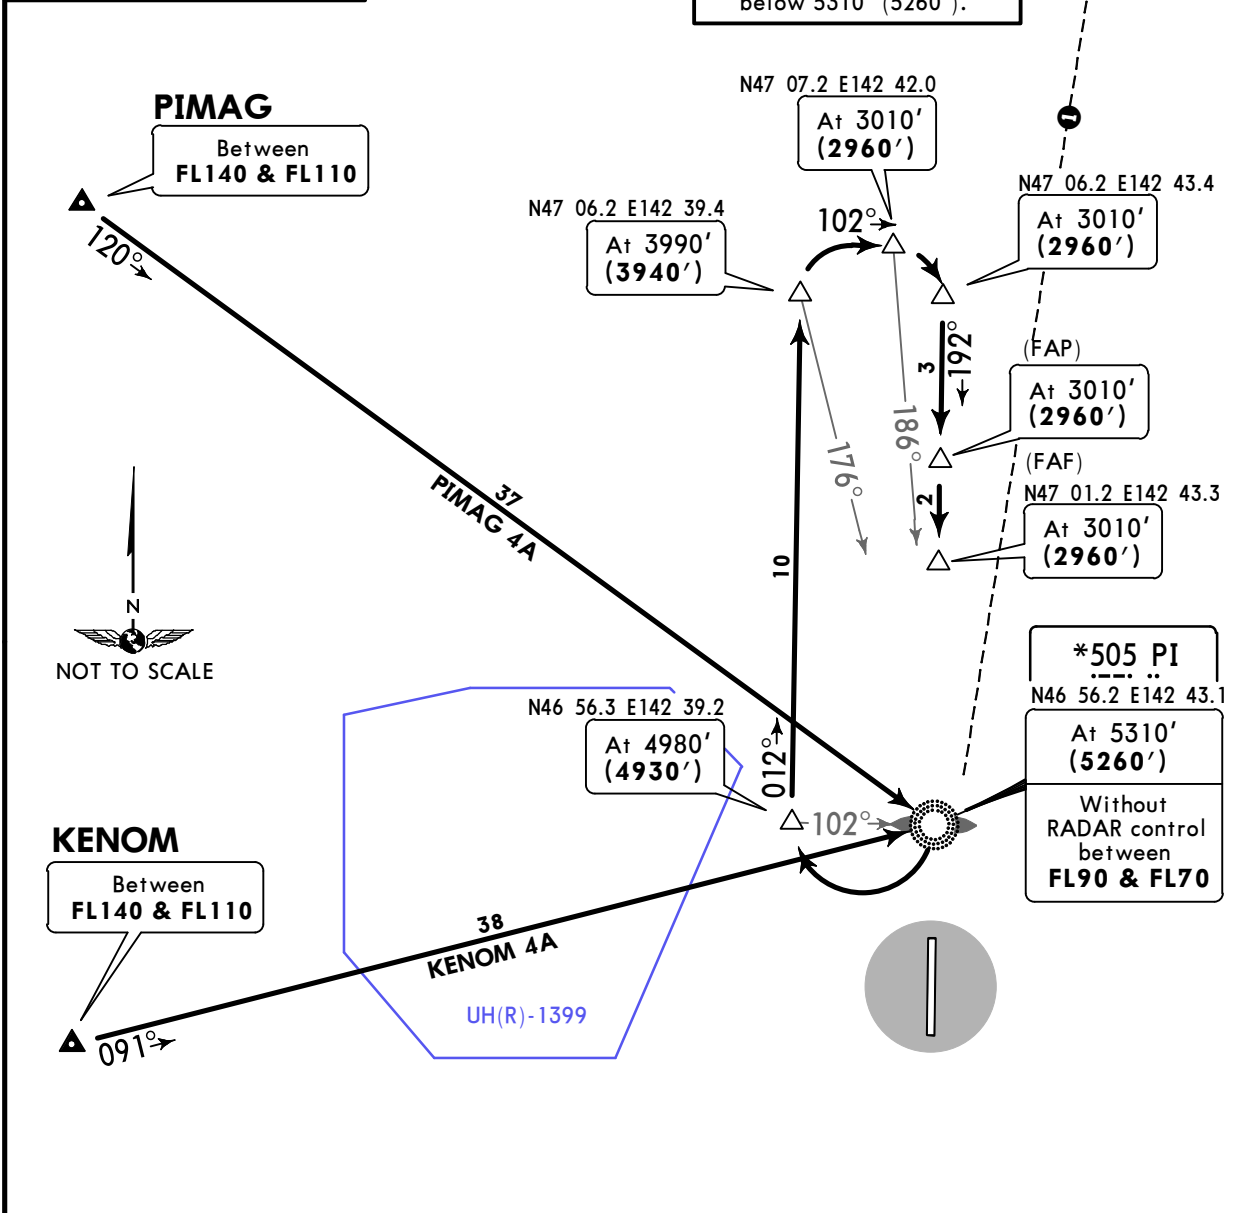 below 5310' (5260').
N47 07.2 E142 42.0
PIMAG
At 3010'
(2960')
1
Between
FL140 & FL110
N47 06.2 E142 43.4
N47 06.2 E142 39.4
102°
At 3010'
(2960')
At 3990'
(3940')
120°
192°
3
(FAP)
At 3010'
(2960')
186°
176°
(FAF)
37
PIMAG 4A
2
N47 01.2 E142 43.3
At 3010'
(2960')
10
N
NOT TO SCALE
*505 PI
N46 56.2 E142 43.1
N46 56.3 E142 39.2
At 4980'
(4930')
012°
At 5310'
(5260')
102°
Without
RADAR control
between
FL90 & FL70
KENOM
Between
FL140 & FL110
38
KENOM 4A
UH(R)-1399
091°